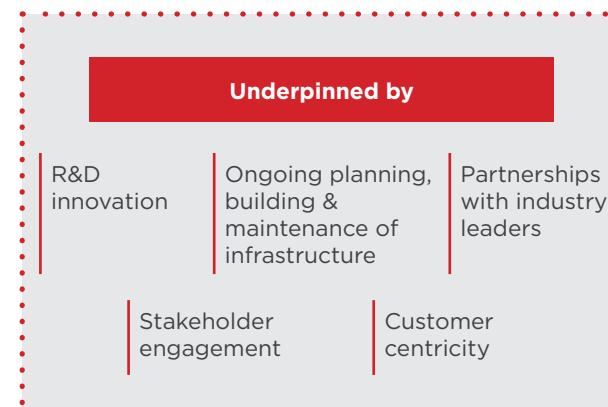 Underpinned by
R&D
innovation
Ongoing planning,
building &
maintenance of
infrastructure
Partnerships
with industry
leaders
Stakeholder
engagement
Customer
centricity